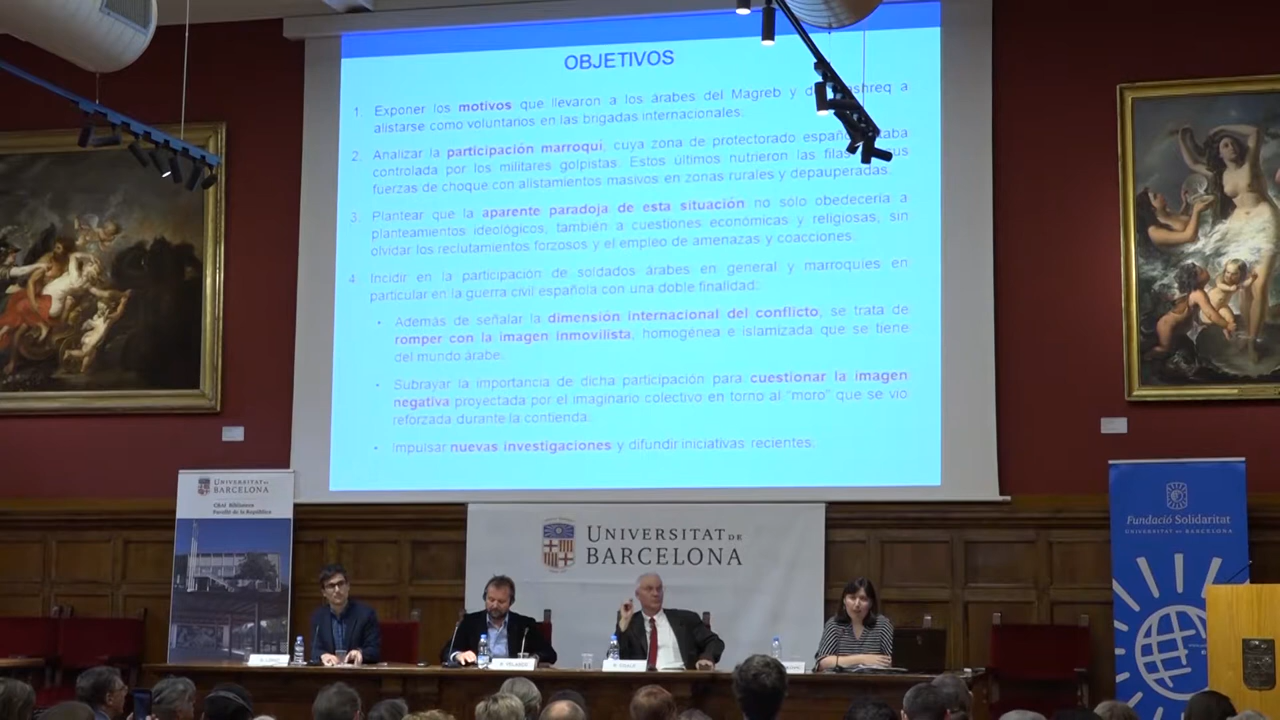 OBJETIVOS
1. Exponer los motivos que llevaron a los árabes del Magreb y a
alistarse como voluntarios en las brigadas internacionales.
2. Analizar la participación marroquí, cuya zona de protectorado
controlada por los militares golpistas. Estos últimos nutrieron las
fuerzas de choque con alistamientos masivos en zonas rurales y depauperadas.
3. Plantear que la aparente paradoja de esta situación no sólo obedecería a
planteamientos ideológicos, también a cuestiones económicas y religiosas, sin
olvidar los reclutamientos forzosos y el empleo de amenazas y coacciones.
4. Incidir en la participación de soldados árabes en general y marroquíes en
particular en la guerra civil española con una doble finalidad:
• Además de señalar la dimensión internacional del conflicto, se trata de
romper con la imagen inmovilista, homogénea e islamizada que se tiene
del mundo árabe.
• Subrayar la importancia de dicha participación para cuestionar la imagen
negativa proyectada por el imaginario colectivo en torno al "moro" que se vio
reforzada durante la contienda.
• Impulsar nuevas investigaciones y difundir iniciativas recientes.
UNIVERSITAT DE
BARCELONA
CRAI Biblioteca
Pavelló de la República
UNIVERSITAT DE
BARCELONA
Fundació Solidaritat
UNIVERSITAT DE BARCELONA